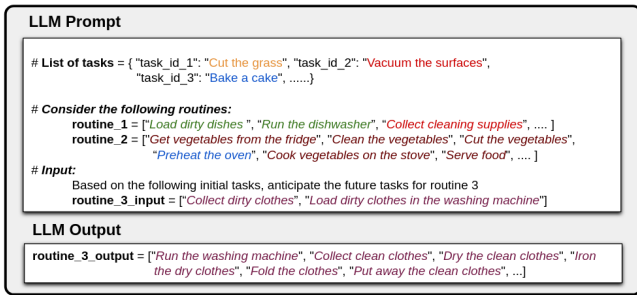 LLM Prompt
# List of tasks = { "task_id_1": "Cut the grass", "task_id_2": "Vacuum the surfaces",
"task_id_3": "Bake a cake", ......}
# Consider the following routines:
routine_1 = ["Load dirty dishes ", "Run the dishwasher", "Collect cleaning supplies", .... ]
routine_2 = ["Get vegetables from the fridge", "Clean the vegetables", "Cut the vegetables",
"Preheat the oven", "Cook vegetables on the stove", "Serve food", .... ]
# Input:
Based on the following initial tasks, anticipate the future tasks for routine 3
routine_3_input = ["Collect dirty clothes", "Load dirty clothes in the washing machine"]
LLM Output
routine_3_output = ["Run the washing machine", "Collect clean clothes", "Dry the clean clothes", "Iron
the dry clothes", "Fold the clothes", "Put away the clean clothes", ...]